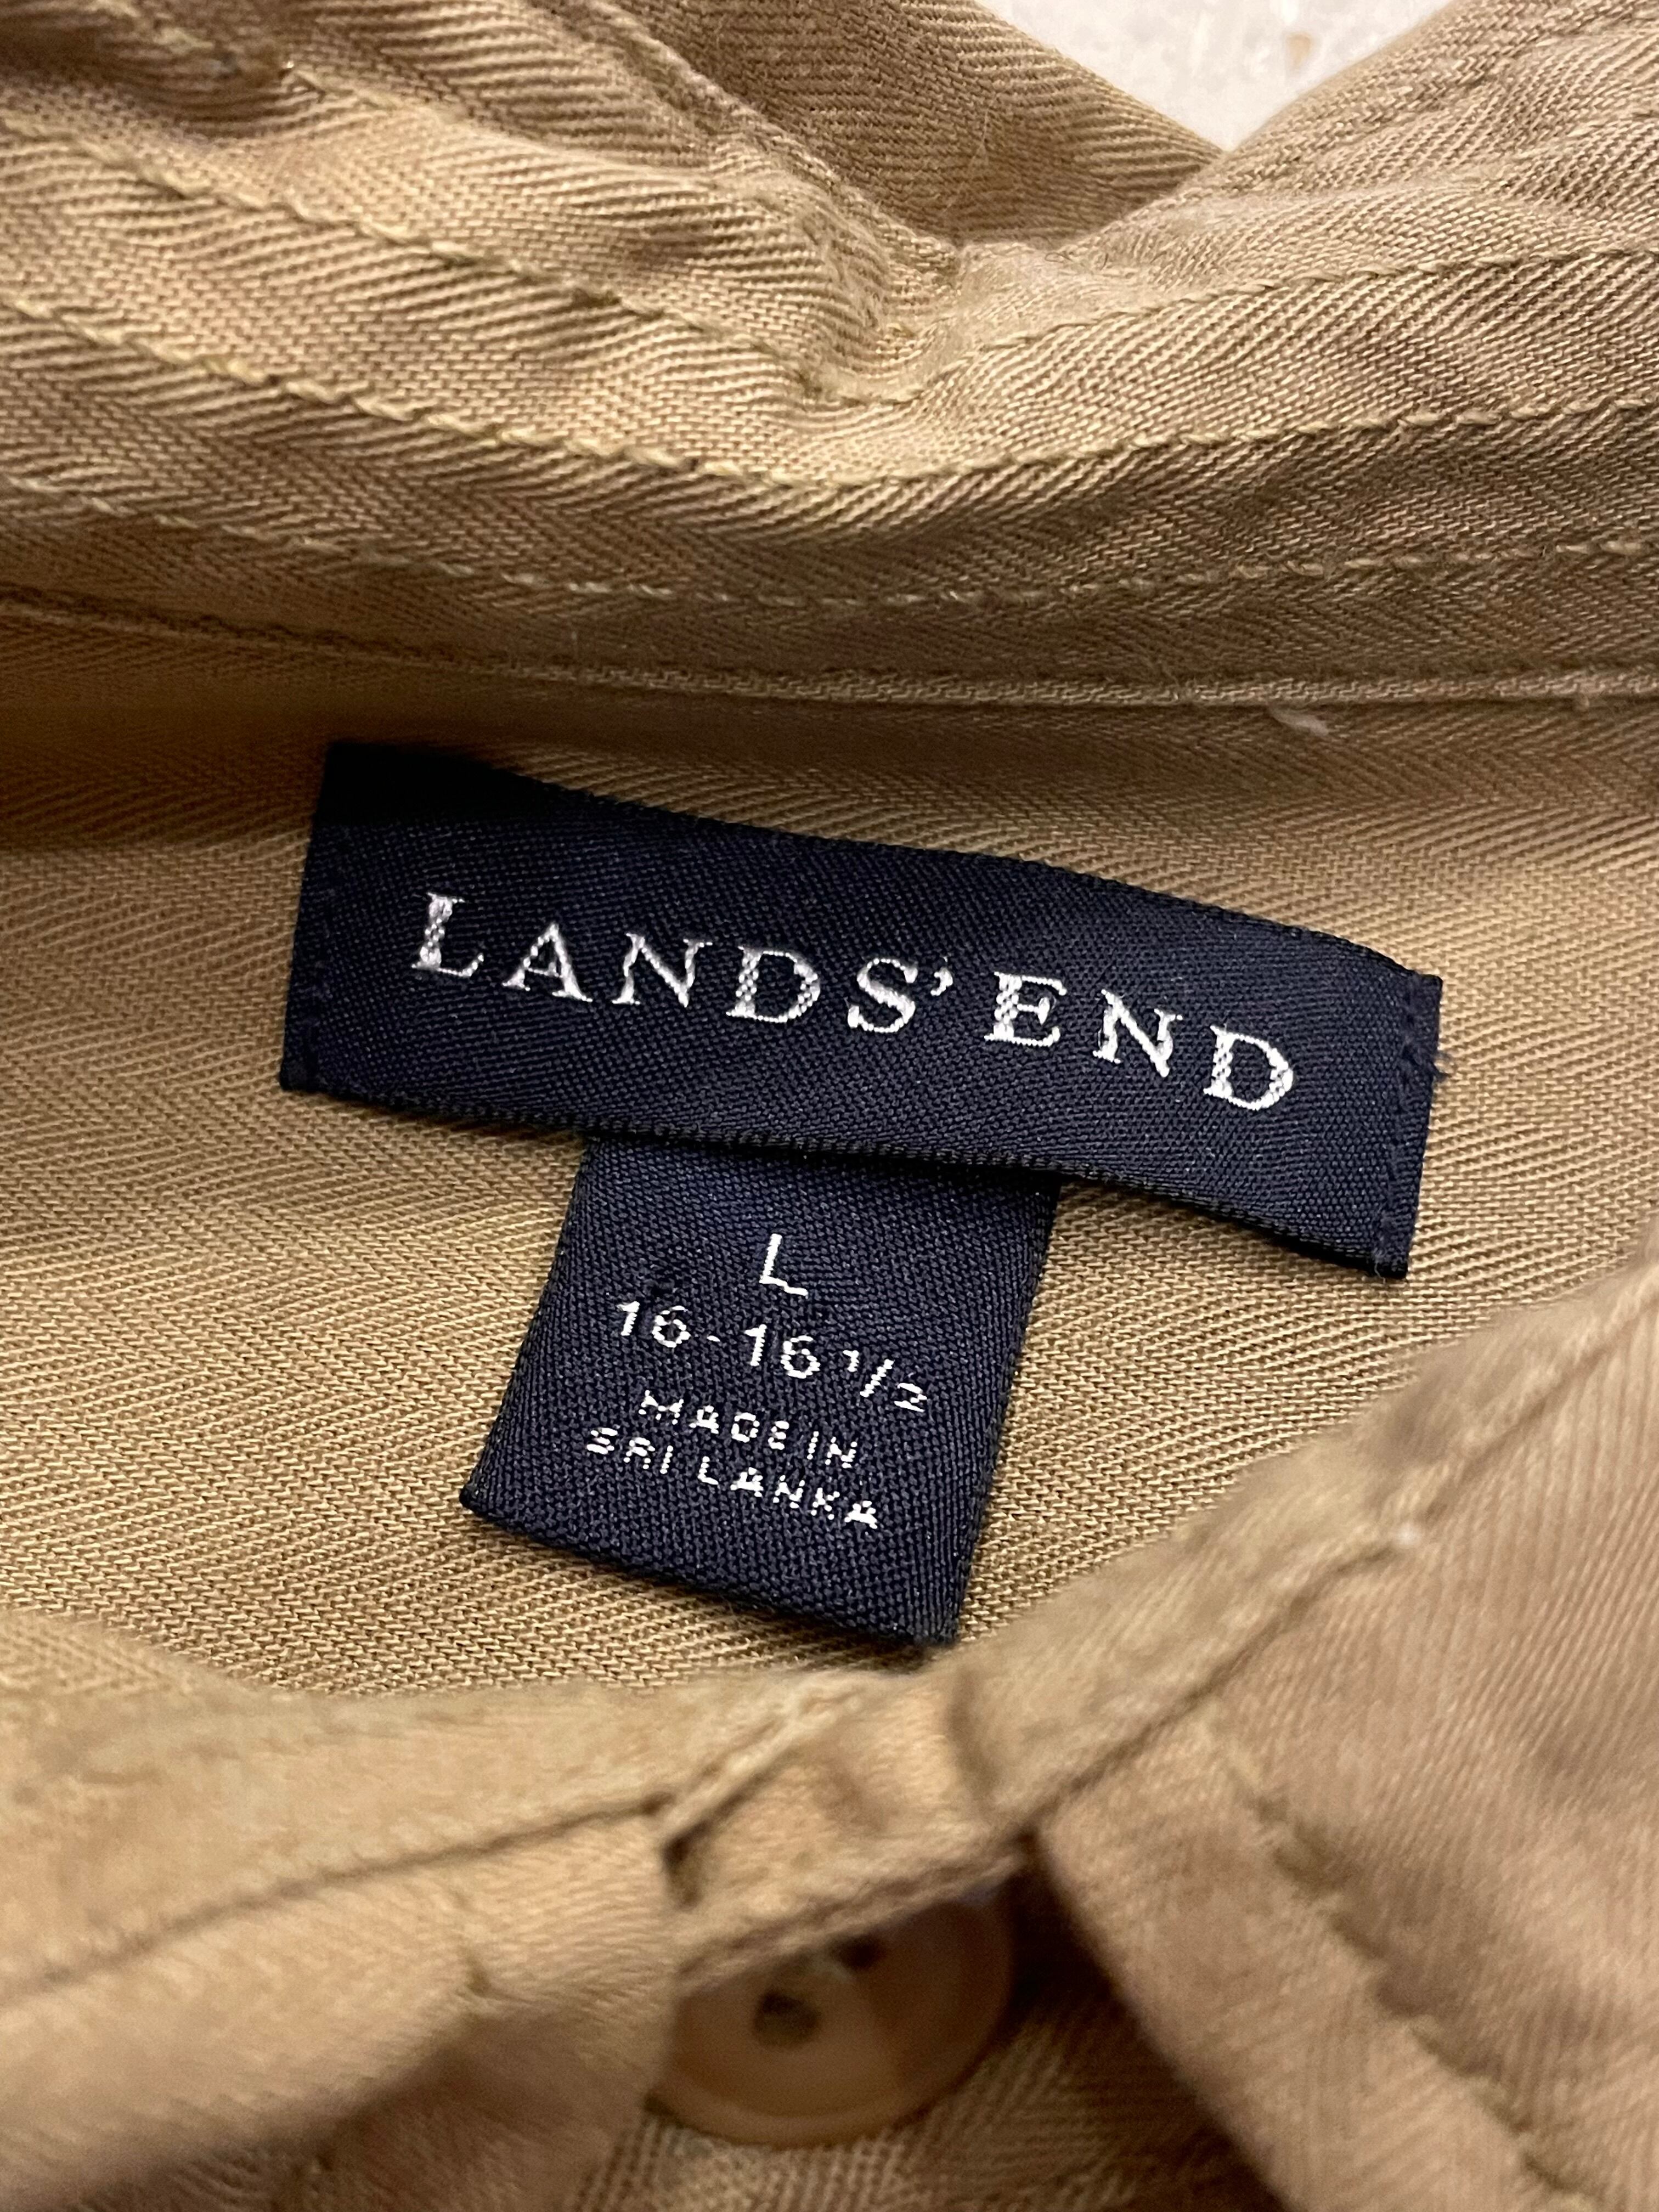 LANDS' END
L
16-16 1/2
MADE IN
SRI LANKA